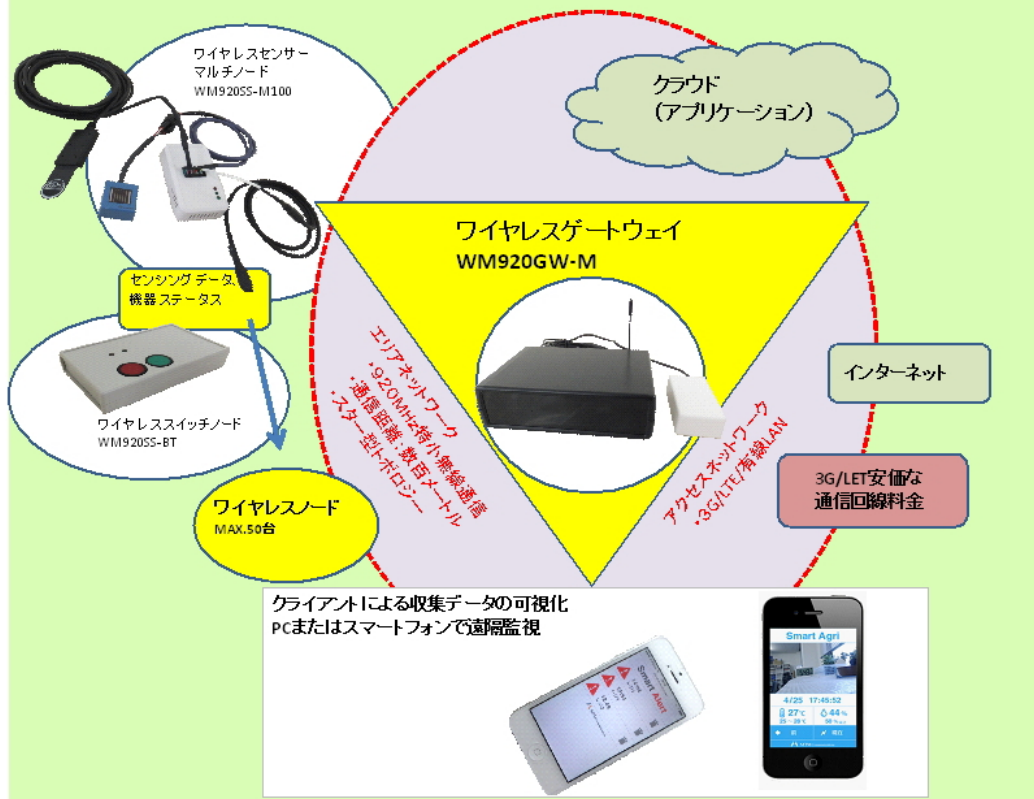 ワイヤレスセンサー
マルチノード
WM920SS-M100
クラウド
（アプリケーション）
ワイヤレスゲートウェイ
WM920GW-M
センシングデータ、
機器ステータス
ワイヤレススイッチノード
WM920SS-BT
エリアネットワーク
・920MHz特小無線通信
・通信距離：数百メートル
・スター型トポロジー
アクセスネットワーク
・3G/LTE/有線LAN
インターネット
3G/LET安価な
通信回線料金
ワイヤレスノード
MAX.50台
クライアントによる収集データの可視化
PCまたはスマートフォンで遠隔監視
Smart Alert
Smart Agri
4/25 17:45:52
27℃
44%